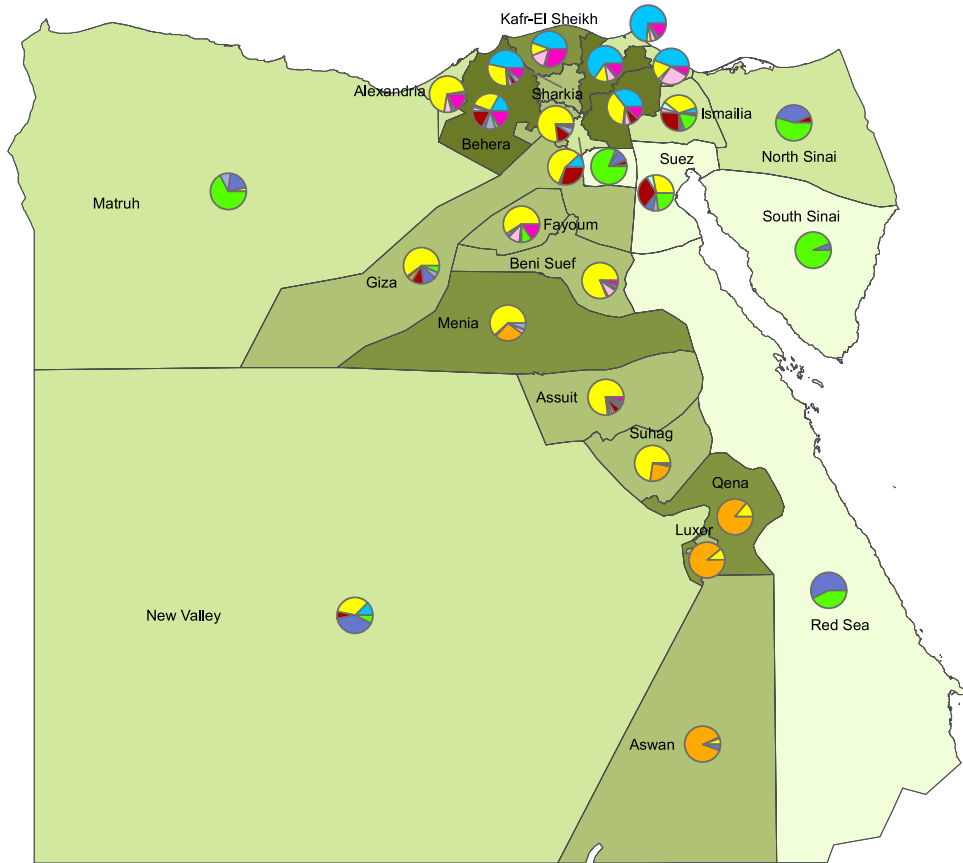 Kafr-El Sheikh
Alexandria
Sharkia
Ismailia
Behera
North Sinai
Suez
Matruh
South Sinai
Fayoum
Beni Suef
Giza
Menia
Assuit
Suhag
Qena
Luxor
New Valley
Red Sea
Aswan